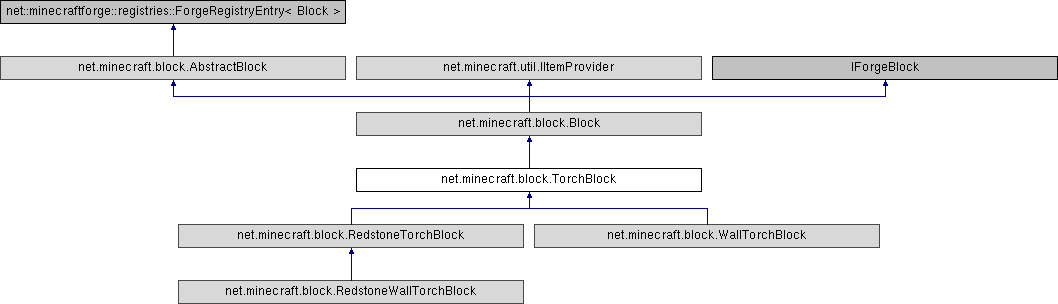 net::minecraftforge::registries::ForgeRegistryEntry< Block >
net.minecraft.block.AbstractBlock
net.minecraft.util.IItemProvider
IForgeBlock
net.minecraft.block.Block
net.minecraft.block.TorchBlock
net.minecraft.block.RedstoneTorchBlock
net.minecraft.block.WallTorchBlock
net.minecraft.block.RedstoneWallTorchBlock